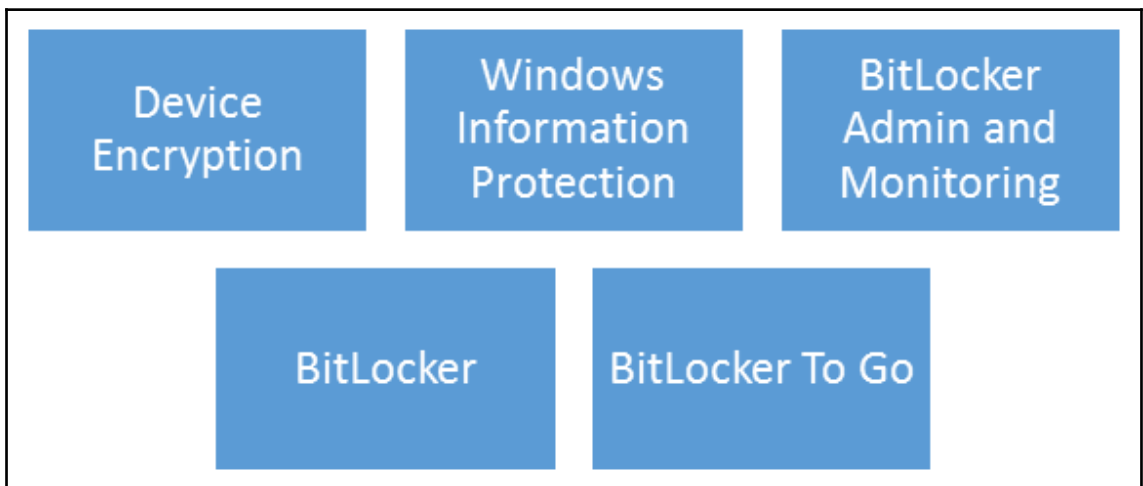 Device
Encryption
Windows
Information
Protection
BitLocker
Admin and
Monitoring
BitLocker
BitLocker To Go